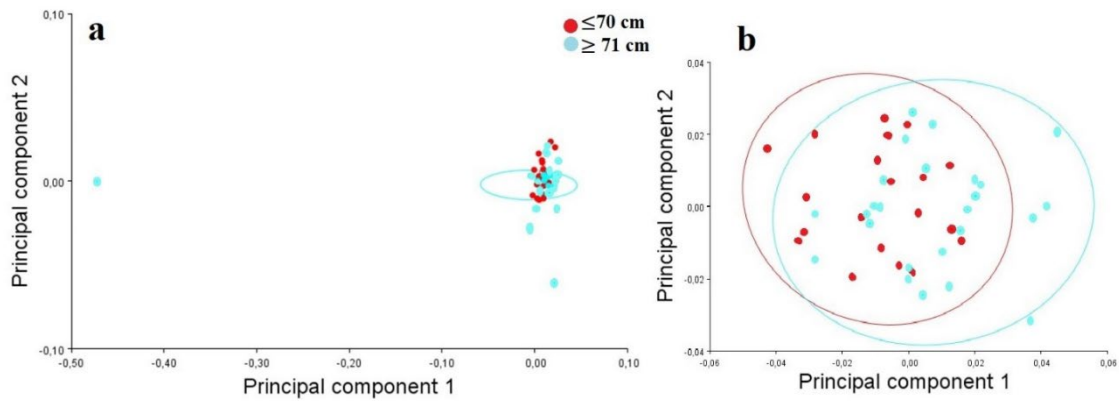 a
≤70 cm
≥ 71 cm
0,10
0,00
-0,10
Principal component 2
-0,50
-0,40
-0,30
-0,20
-0,10
0,00
0,10
Principal component 1
b
0,04
0,02
0,00
-0,02
-0,04
Principal component 2
-0,06
-0,04
-0,02
0,00
0,02
0,04
0,06
Principal component 1